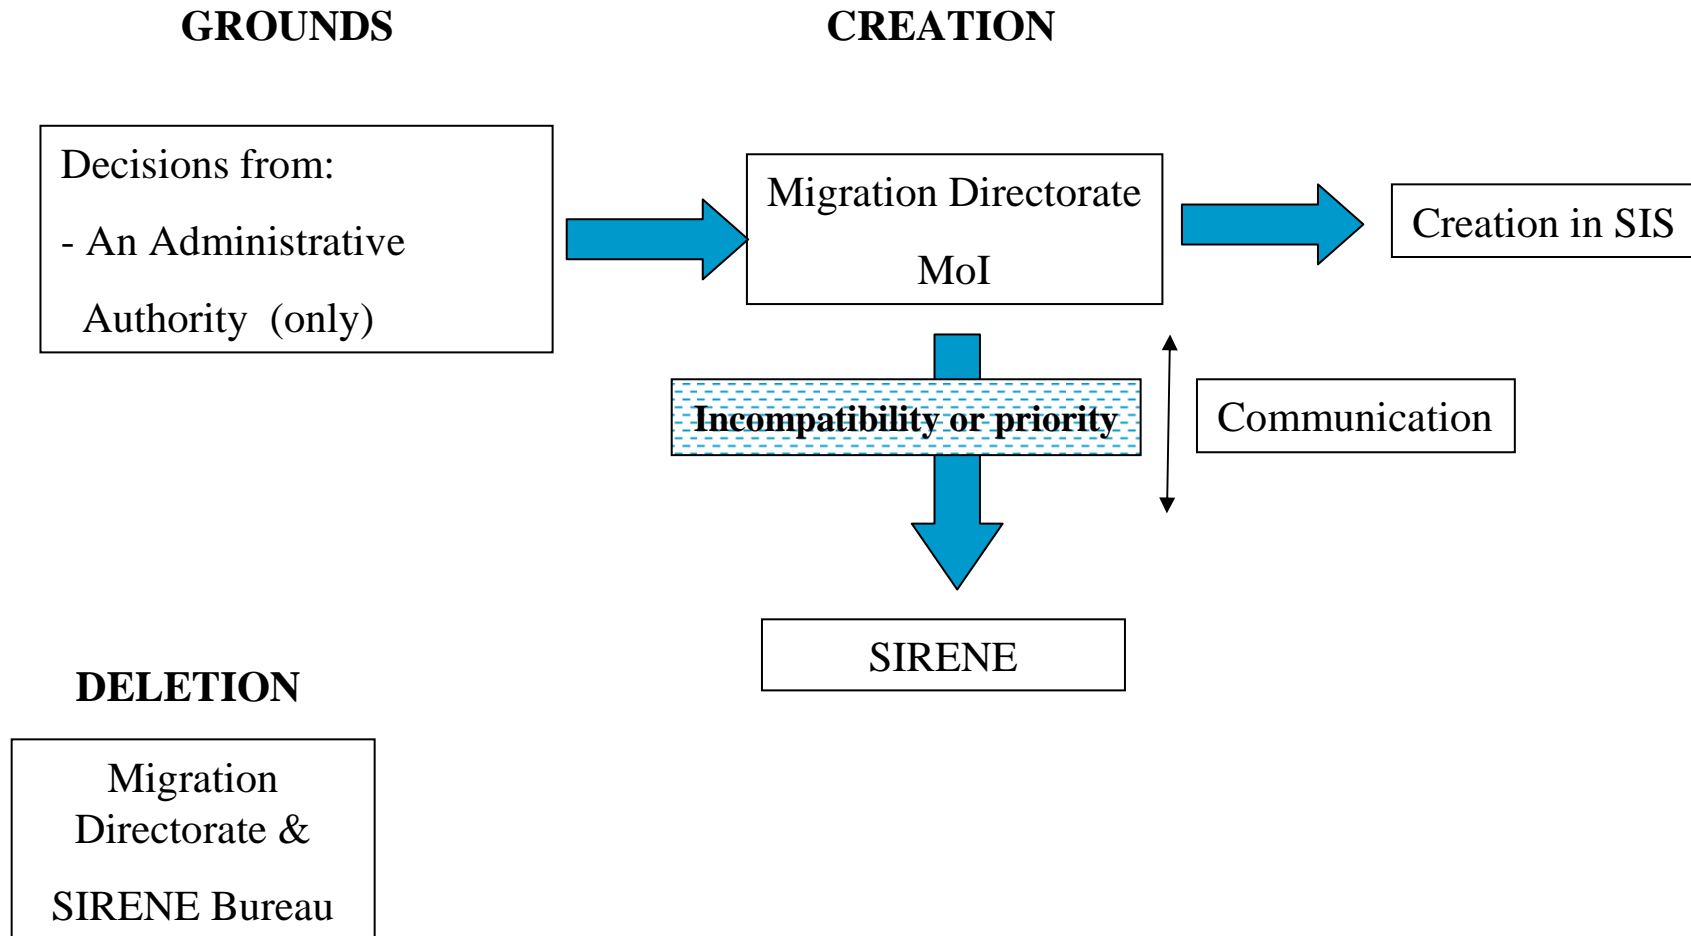 GROUNDS
CREATION
Decisions from:
- An Administrative
Authority (only)
Migration Directorate
MoI
Creation in SIS
Incompatibility or priority
Communication
SIRENE
DELETION
Migration
Directorate &
SIRENE Bureau